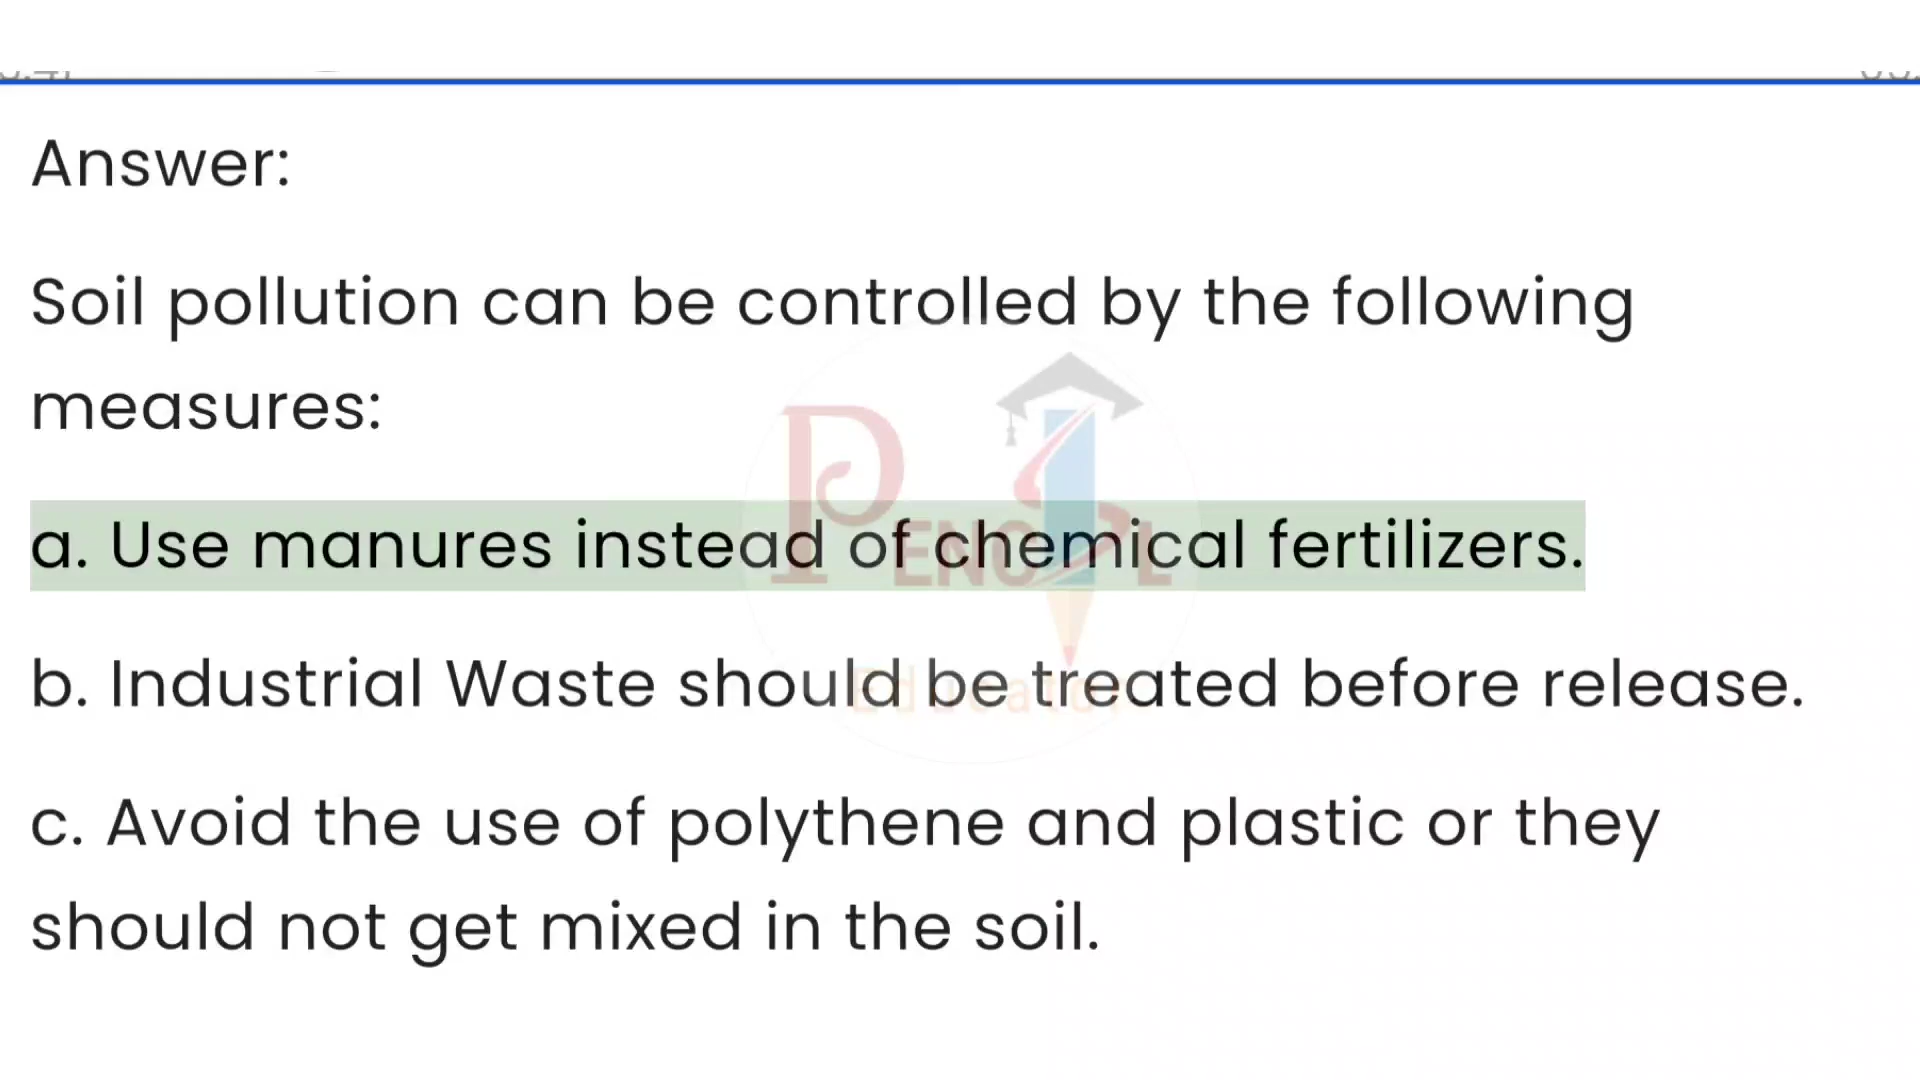 Answer:
Soil pollution can be controlled by the following
measures:
a. Use manures instead of chemical fertilizers.
b. Industrial Waste should be treated before release.
c. Avoid the use of polythene and plastic or they
should not get mixed in the soil.
PENCIL
Education